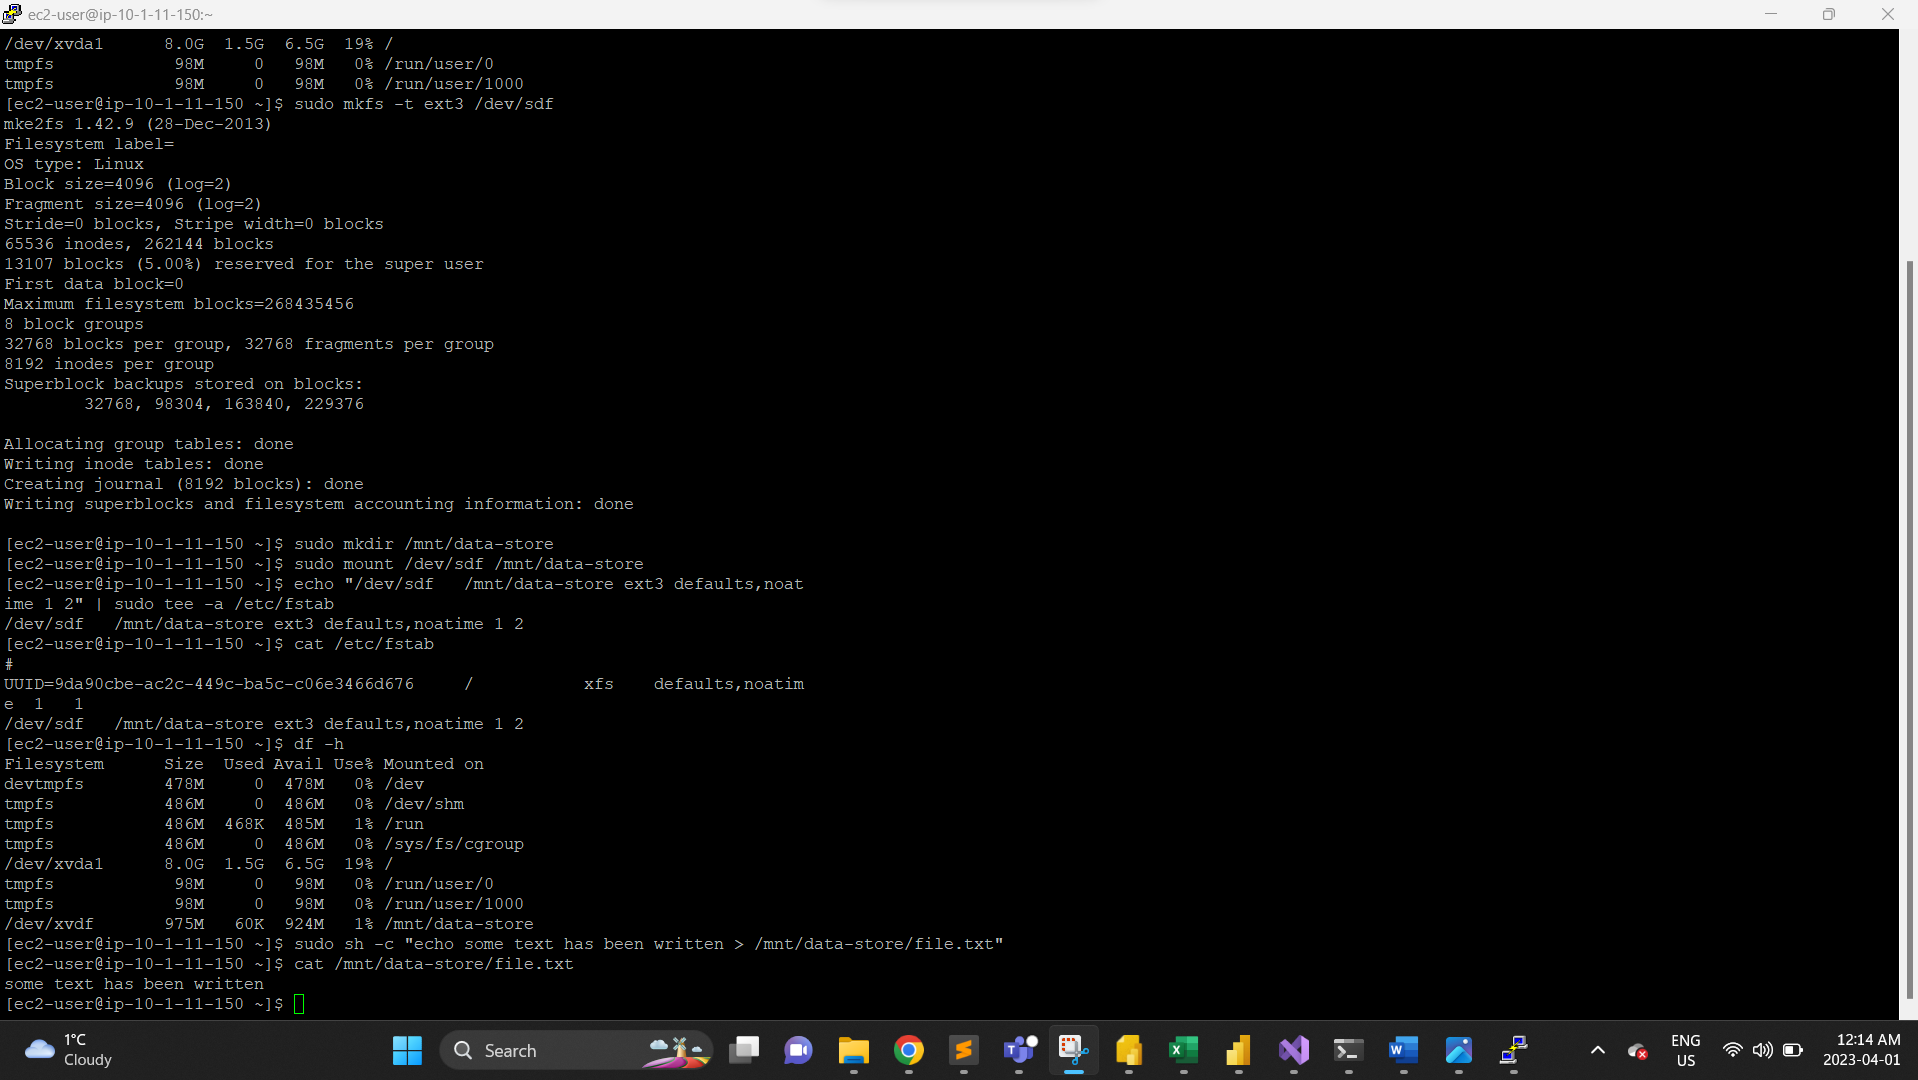 ec2-user@ip-10-1-11-150:~
/dev/xvda1      8.0G  1.5G  6.5G  19% /
tmpfs            98M     0   98M   0% /run/user/0
tmpfs            98M     0   98M   0% /run/user/1000
[ec2-user@ip-10-1-11-150 ~]$ sudo mkfs -t ext3 /dev/sdf
mke2fs 1.42.9 (28-Dec-2013)
Filesystem label=
OS type: Linux
Block size=4096 (log=2)
Fragment size=4096 (log=2)
Stride=0 blocks, Stripe width=0 blocks
65536 inodes, 262144 blocks
13107 blocks (5.00%) reserved for the super user
First data block=0
Maximum filesystem blocks=268435456
8 block groups
32768 blocks per group, 32768 fragments per group
8192 inodes per group
Superblock backups stored on blocks:
        32768, 98304, 163840, 229376
Allocating group tables: done
Writing inode tables: done
Creating journal (8192 blocks): done
Writing superblocks and filesystem accounting information: done
[ec2-user@ip-10-1-11-150 ~]$ sudo mkdir /mnt/data-store
[ec2-user@ip-10-1-11-150 ~]$ sudo mount /dev/sdf /mnt/data-store
[ec2-user@ip-10-1-11-150 ~]$ echo "/dev/sdf   /mnt/data-store ext3 defaults,noat
ime 1 2" | sudo tee -a /etc/fstab
/dev/sdf   /mnt/data-store ext3 defaults,noatime 1 2
[ec2-user@ip-10-1-11-150 ~]$ cat /etc/fstab
#
UUID=9da90cbe-ac2c-449c-ba5c-c06e3466d676     /           xfs    defaults,noatim
e  1   1
/dev/sdf   /mnt/data-store ext3 defaults,noatime 1 2
[ec2-user@ip-10-1-11-150 ~]$ df -h
Filesystem      Size  Used Avail Use% Mounted on
devtmpfs        478M     0  478M   0% /dev
tmpfs           486M     0  486M   0% /dev/shm
tmpfs           486M  468K  485M   1% /run
tmpfs           486M     0  486M   0% /sys/fs/cgroup
/dev/xvda1      8.0G  1.5G  6.5G  19% /
tmpfs            98M     0   98M   0% /run/user/0
tmpfs            98M     0   98M   0% /run/user/1000
/dev/xvdf       975M   60K  924M   1% /mnt/data-store
[ec2-user@ip-10-1-11-150 ~]$ sudo sh -c "echo some text has been written > /mnt/data-store/file.txt"
[ec2-user@ip-10-1-11-150 ~]$ cat /mnt/data-store/file.txt
some text has been written
[ec2-user@ip-10-1-11-150 ~]$
1°C
Cloudy
Search
ENG
US
12:14 AM
2023-04-01